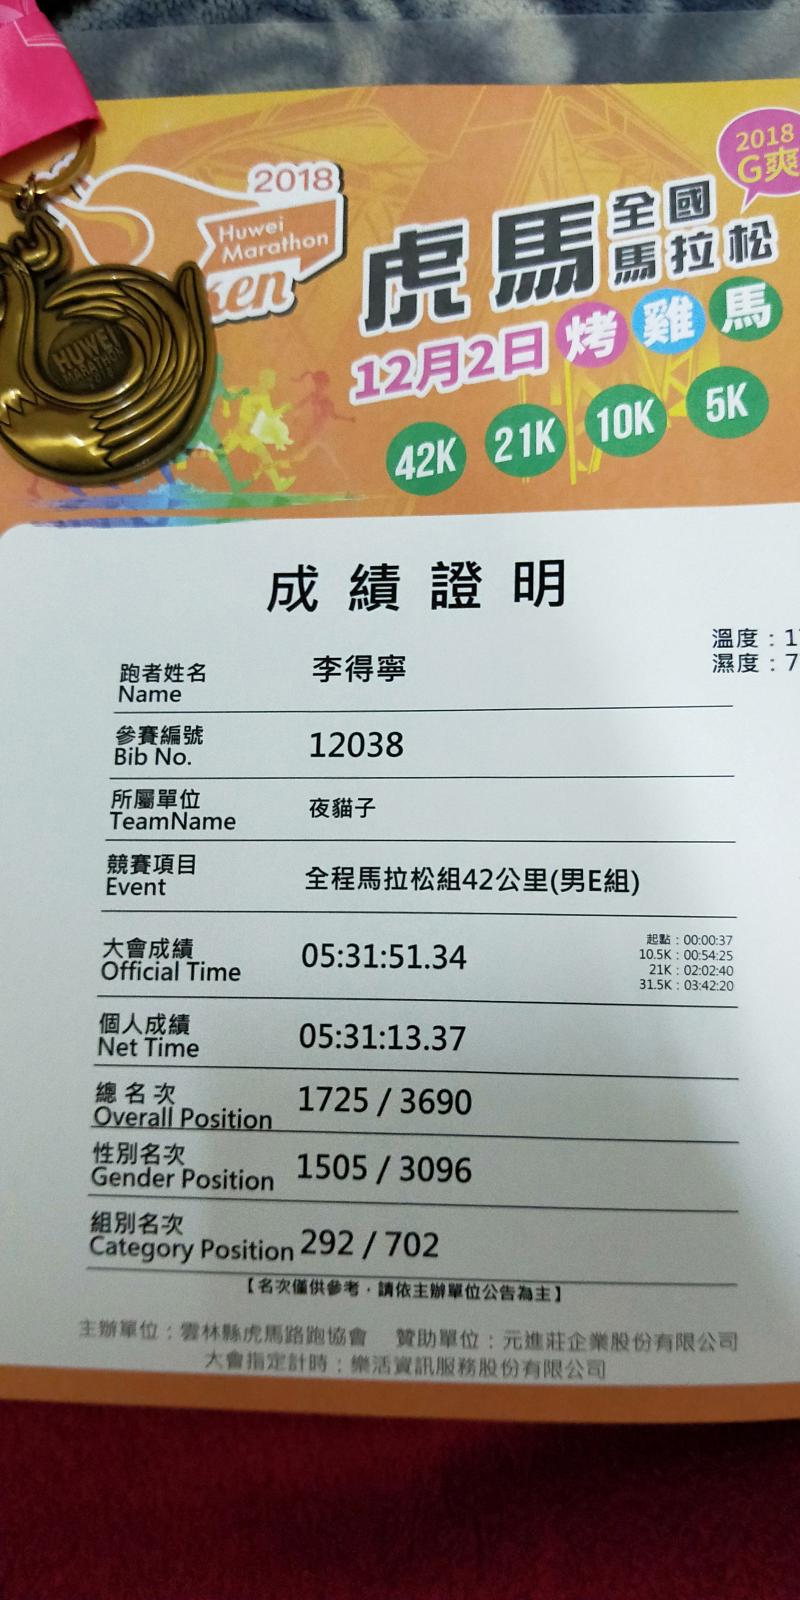 2018
G爽
2018
Huwei
Marathon
虎馬 全國
馬拉松
12月2日 烤雞馬
42K 21K 10K 5K
HUWEI
MARATHON
成績證明
溫度：1
濕度：7
跑者姓名 李得寧
Name
參賽編號 12038
Bib No.
所屬單位 夜貓子
TeamName
競賽項目 全程馬拉松組42公里(男E組)
Event
大會成績 05:31:51.34
Official Time
起點：00:00:37
10.5K：00:54:25
21K：02:02:40
31.5K：03:42:20
個人成績 05:31:13.37
Net Time
總名次 1725 / 3690
Overall Position
性別名次 1505 / 3096
Gender Position
組別名次 292 / 702
Category Position
【名次僅供參考，請依主辦單位公告為主】
主辦單位：雲林縣虎馬路跑協會 贊助單位：元進莊企業股份有限公司
大會指定計時：樂活資訊服務股份有限公司